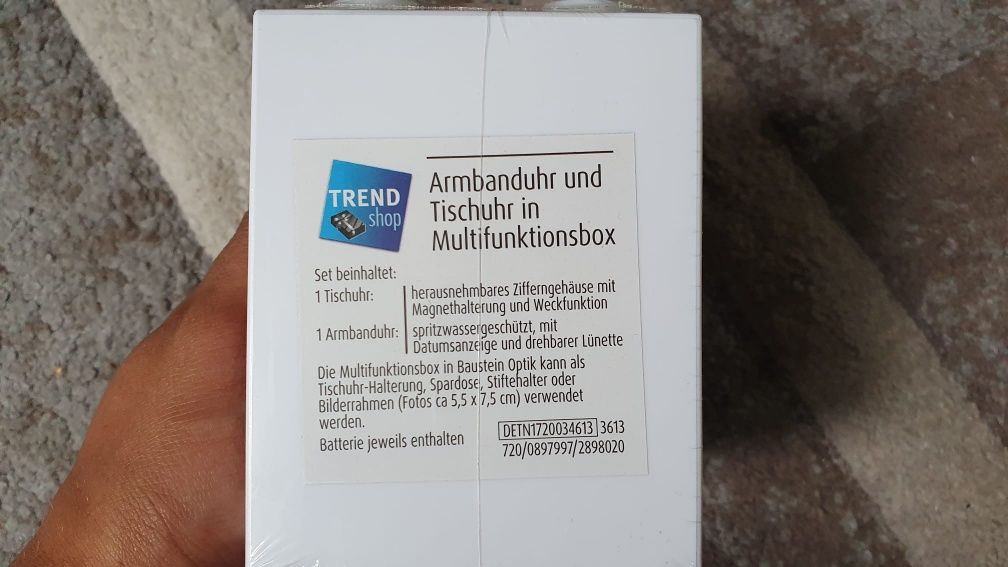 TREND
shop
Armbanduhr und
Tischuhr in
Multifunktionsbox
Set beinhaltet:
1 Tischuhr: herausnehmbares Zifferngehäuse mit
Magnethalterung und Weckfunktion
1 Armbanduhr: spritzwassergeschützt, mit
Datumsanzeige und drehbarer Lünette
Die Multifunktionsbox in Baustein Optik kann als
Tischuhr-Halterung, Spardose, Stiftehalter oder
Bilderrahmen (Fotos ca 5,5 x 7,5 cm) verwendet
werden.
Batterie jeweils enthalten
DETN1720034613 3613
720/0897997/2898020